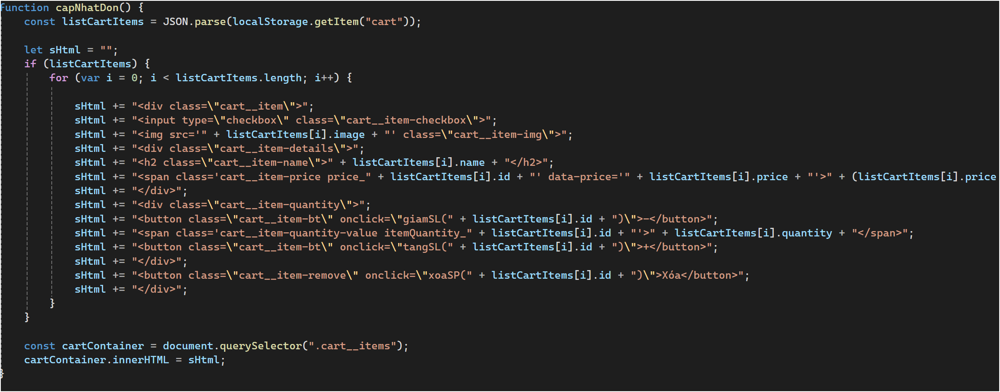 function capNhatDon() {
    const listCartItems = JSON.parse(localStorage.getItem("cart"));

    let sHtml = "";
    if (listCartItems) {
        for (var i = 0; i < listCartItems.length; i++) {

            sHtml += "<div class=\"cart__item\">";
            sHtml += "<input type=\"checkbox\" class=\"cart__item-checkbox\">";
            sHtml += "<img src='" + listCartItems[i].image + "' class=\"cart__item-img\">";
            sHtml += "<div class=\"cart__item-details\">";
            sHtml += "<h2 class=\"cart__item-name\">" + listCartItems[i].name + "</h2>";
            sHtml += "<span class='cart__item-price price_" + listCartItems[i].id + "' data-price='" + listCartItems[i].price + "'>" + (listCartItems[i].price
            sHtml += "</div>";
            sHtml += "<div class=\"cart__item-quantity\">";
            sHtml += "<button class=\"cart__item-bt\" onclick=\"giamSL(" + listCartItems[i].id + ")\">-</button>";
            sHtml += "<span class='cart__item-quantity-value itemQuantity_" + listCartItems[i].id + "'>" + listCartItems[i].quantity + "</span>";
            sHtml += "<button class=\"cart__item-bt\" onclick=\"tangSL(" + listCartItems[i].id + ")\">+</button>";
            sHtml += "</div>";
            sHtml += "<button class=\"cart__item-remove\" onclick=\"xoaSP(" + listCartItems[i].id + ")\">Xóa</button>";
            sHtml += "</div>";
        }
    }

    const cartContainer = document.querySelector(".cart__items");
    cartContainer.innerHTML = sHtml;
}